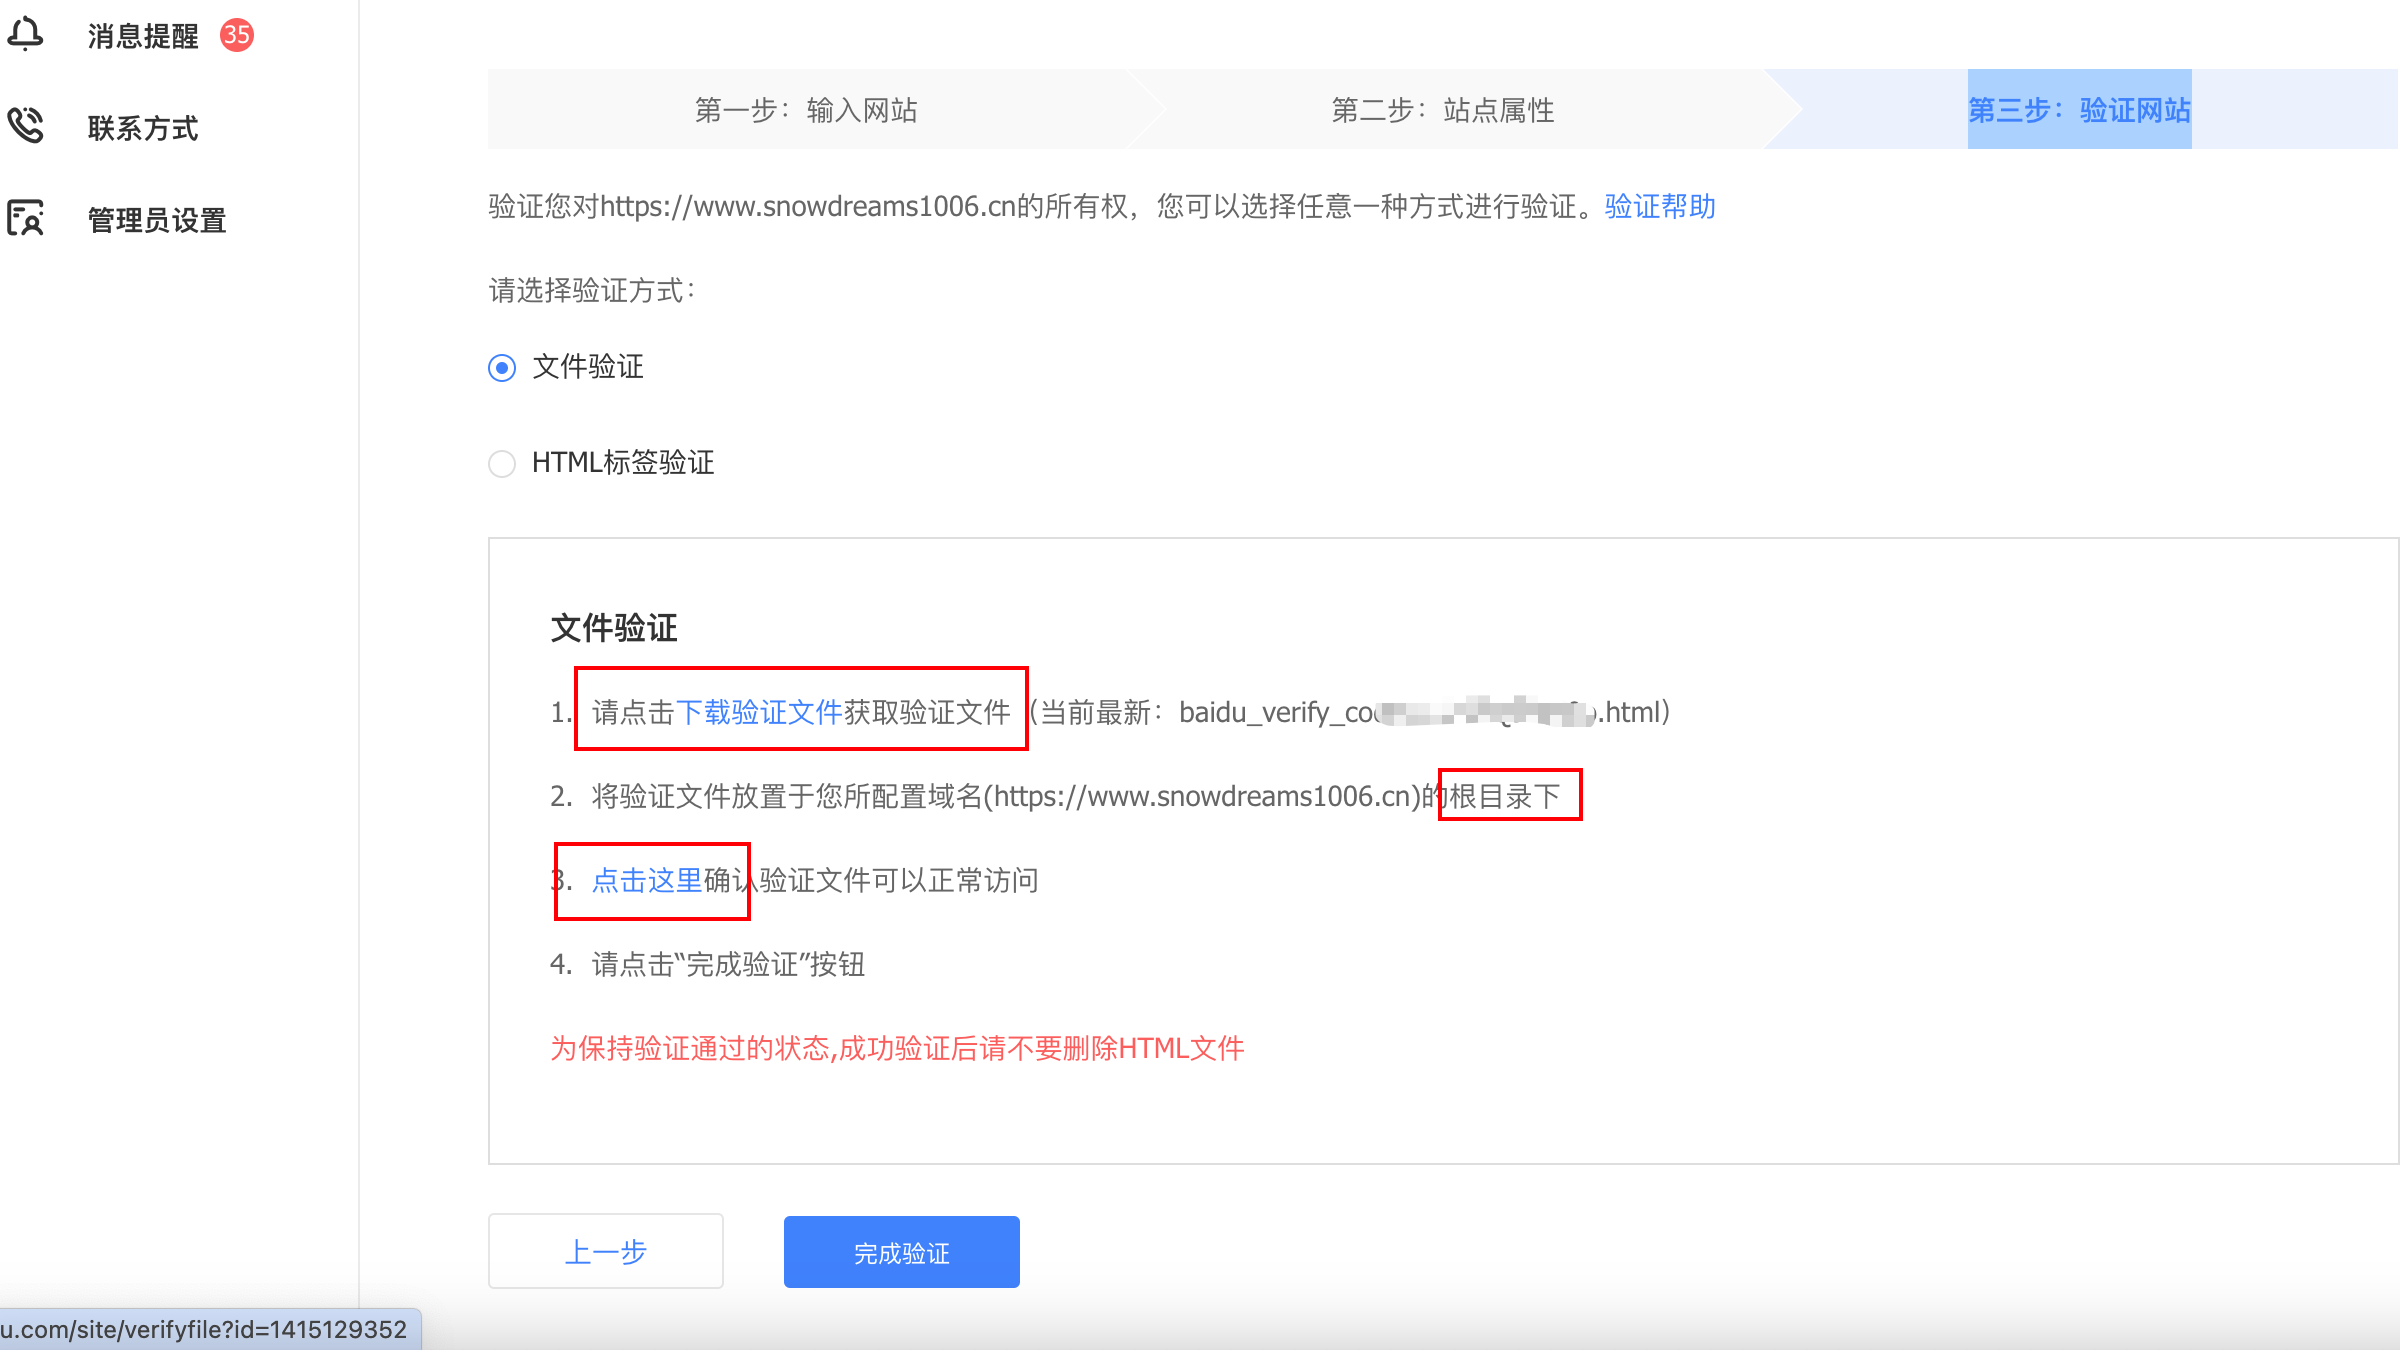 消息提醒 35
联系方式
管理员设置
第一步：输入网站 第二步：站点属性 第三步：验证网站
验证您对https://www.snowdreams1006.cn的所有权，您可以选择任意一种方式进行验证。验证帮助
请选择验证方式：
文件验证
HTML标签验证
文件验证
1. 请点击下载验证文件获取验证文件（当前最新：baidu_verify_co .html）
2. 将验证文件放置于您所配置域名(https://www.snowdreams1006.cn)的根目录下
3. 点击这里确认验证文件可以正常访问
4. 请点击“完成验证”按钮
为保持验证通过的状态,成功验证后请不要删除HTML文件
上一步 完成验证
u.com/site/verifyfile?id=1415129352